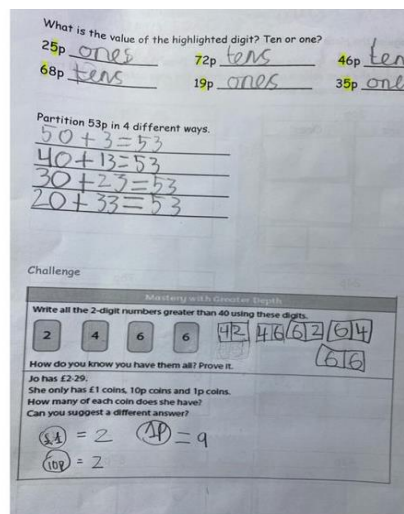 What is the value of the highlighted digit? Ten or one?
25p ones 72p tens 46p ten
68p tens 19p ones 35p one
Partition 53p in 4 different ways.
50+3=53
40+13=53
30+23=53
20+33=53
Challenge
Mastery with Greater Depth
Write all the 2-digit numbers greater than 40 using these digits.
2 4 6 6 42 46 62 64
66
How do you know you have them all? Prove it.
Jo has £2·29.
She only has £1 coins, 10p coins and 1p coins.
How many of each coin does she have?
Can you suggest a different answer?
£1 = 2 1p = 9
10p = 2